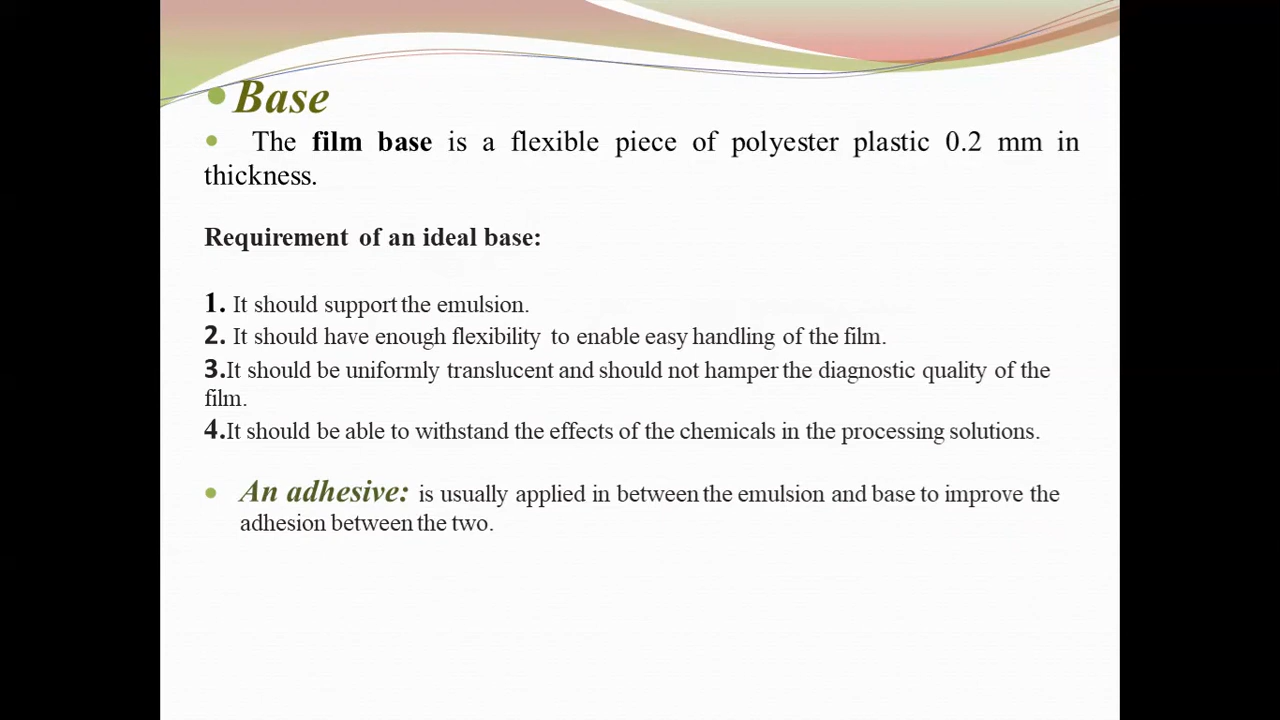 Base
The film base is a flexible piece of polyester plastic 0.2 mm in
thickness.
Requirement of an ideal base:
1. It should support the emulsion.
2. It should have enough flexibility to enable easy handling of the film.
3.It should be uniformly translucent and should not hamper the diagnostic quality of the
film.
4.It should be able to withstand the effects of the chemicals in the processing solutions.
An adhesive: is usually applied in between the emulsion and base to improve the
adhesion between the two.